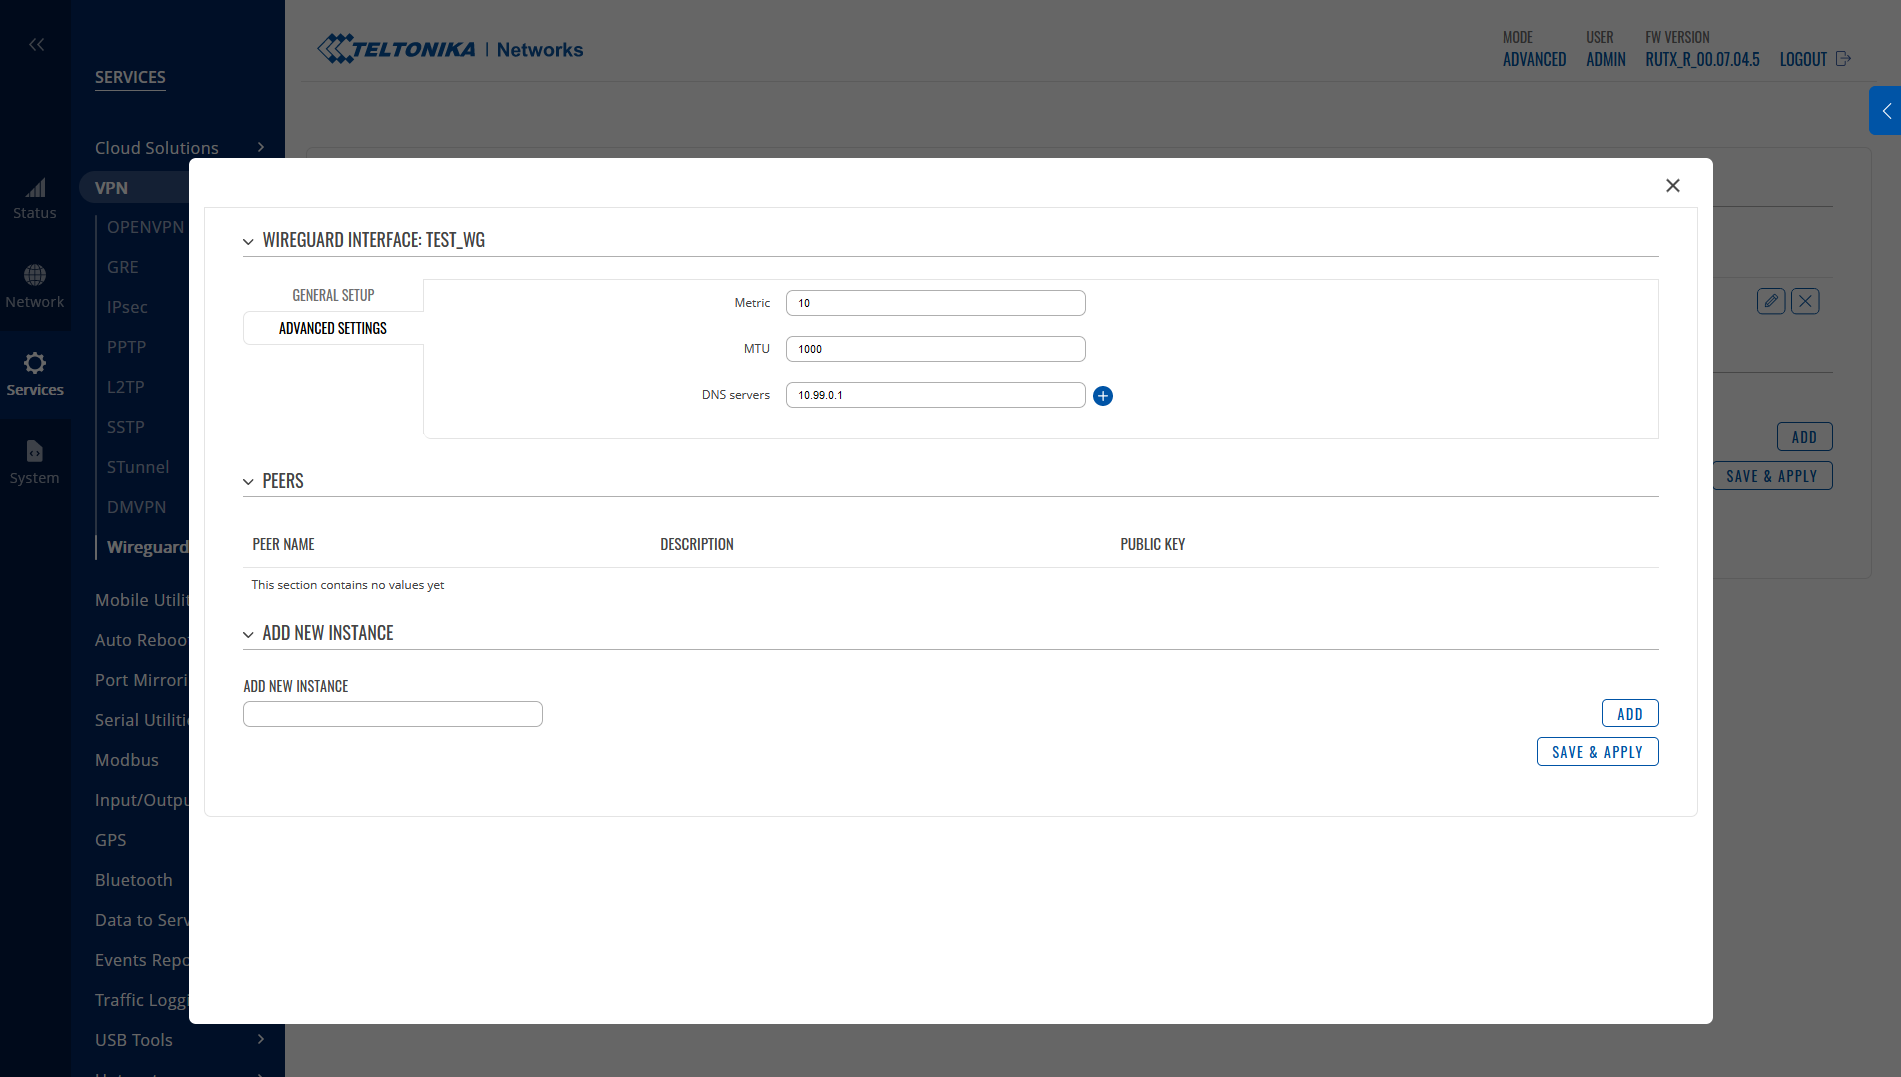 TELTONIKA | Networks
MODE
ADVANCED
USER
ADMIN
FW VERSION
RUTX_R_00.07.04.5
LOGOUT
Status
Network
Services
System
SERVICES
Cloud Solutions
VPN
OPENVPN
GRE
IPsec
PPTP
L2TP
SSTP
STunnel
DMVPN
Wireguard
Mobile Utilit
Auto Reboo
Port Mirrori
Serial Utiliti
Modbus
Input/Outpu
GPS
Bluetooth
Data to Serv
Events Repo
Traffic Loggi
USB Tools
WIREGUARD INTERFACE: TEST_WG
GENERAL SETUP
ADVANCED SETTINGS
Metric
10
MTU
1000
DNS servers
10.99.0.1
PEERS
PEER NAME
DESCRIPTION
PUBLIC KEY
This section contains no values yet
ADD NEW INSTANCE
ADD NEW INSTANCE
ADD
SAVE & APPLY
ADD
SAVE & APPLY